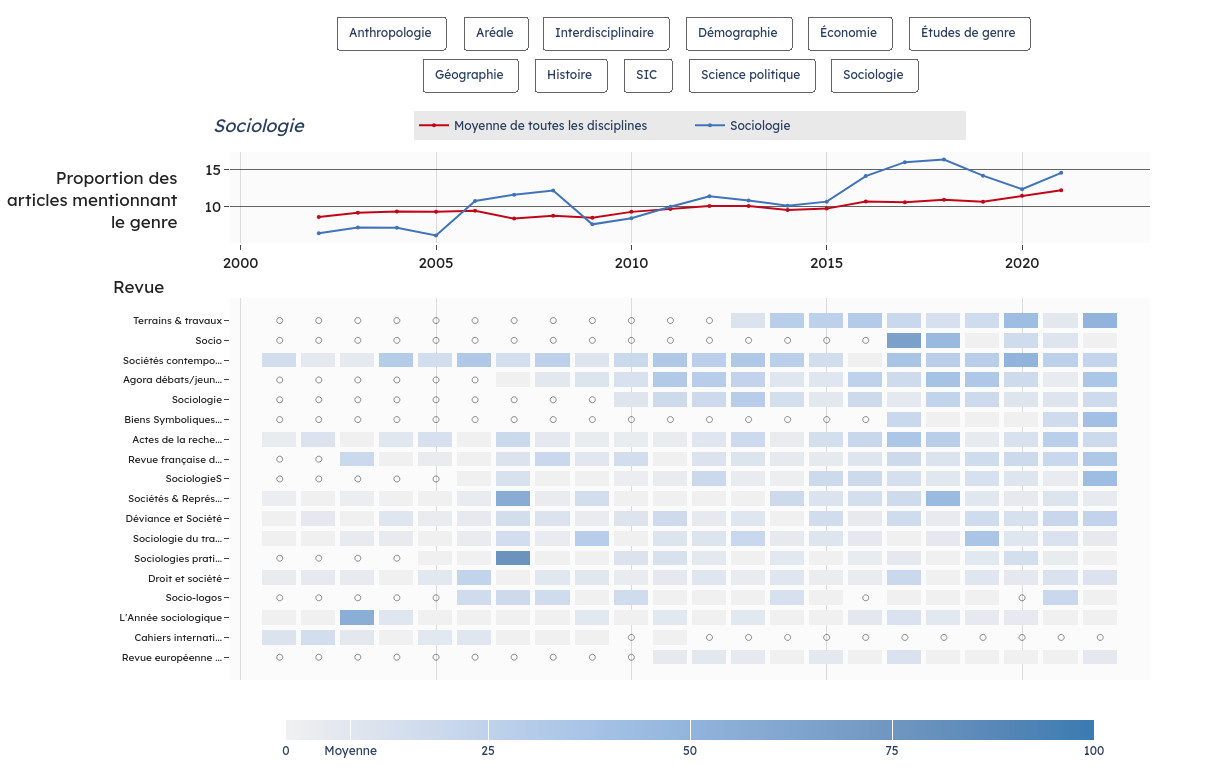 Anthropologie Aréale Interdisciplinaire Démographie Économie Études de genre
Géographie Histoire SIC Science politique Sociologie
Sociologie
Moyenne de toutes les disciplines Sociologie
Proportion des
articles mentionnant
le genre
15
10
2000 2005 2010 2015 2020
Revue
Terrains & travaux
Socio
Sociétés contempo...
Agora débats/jeun...
Sociologie
Biens Symboliques...
Actes de la reche...
Revue française d...
SociologieS
Sociétés & Représ...
Déviance et Société
Sociologie du tra...
Sociologies prati...
Droit et société
Socio-logos
L'Année sociologique
Cahiers internati...
Revue européenne ...
0 Moyenne 25 50 75 100